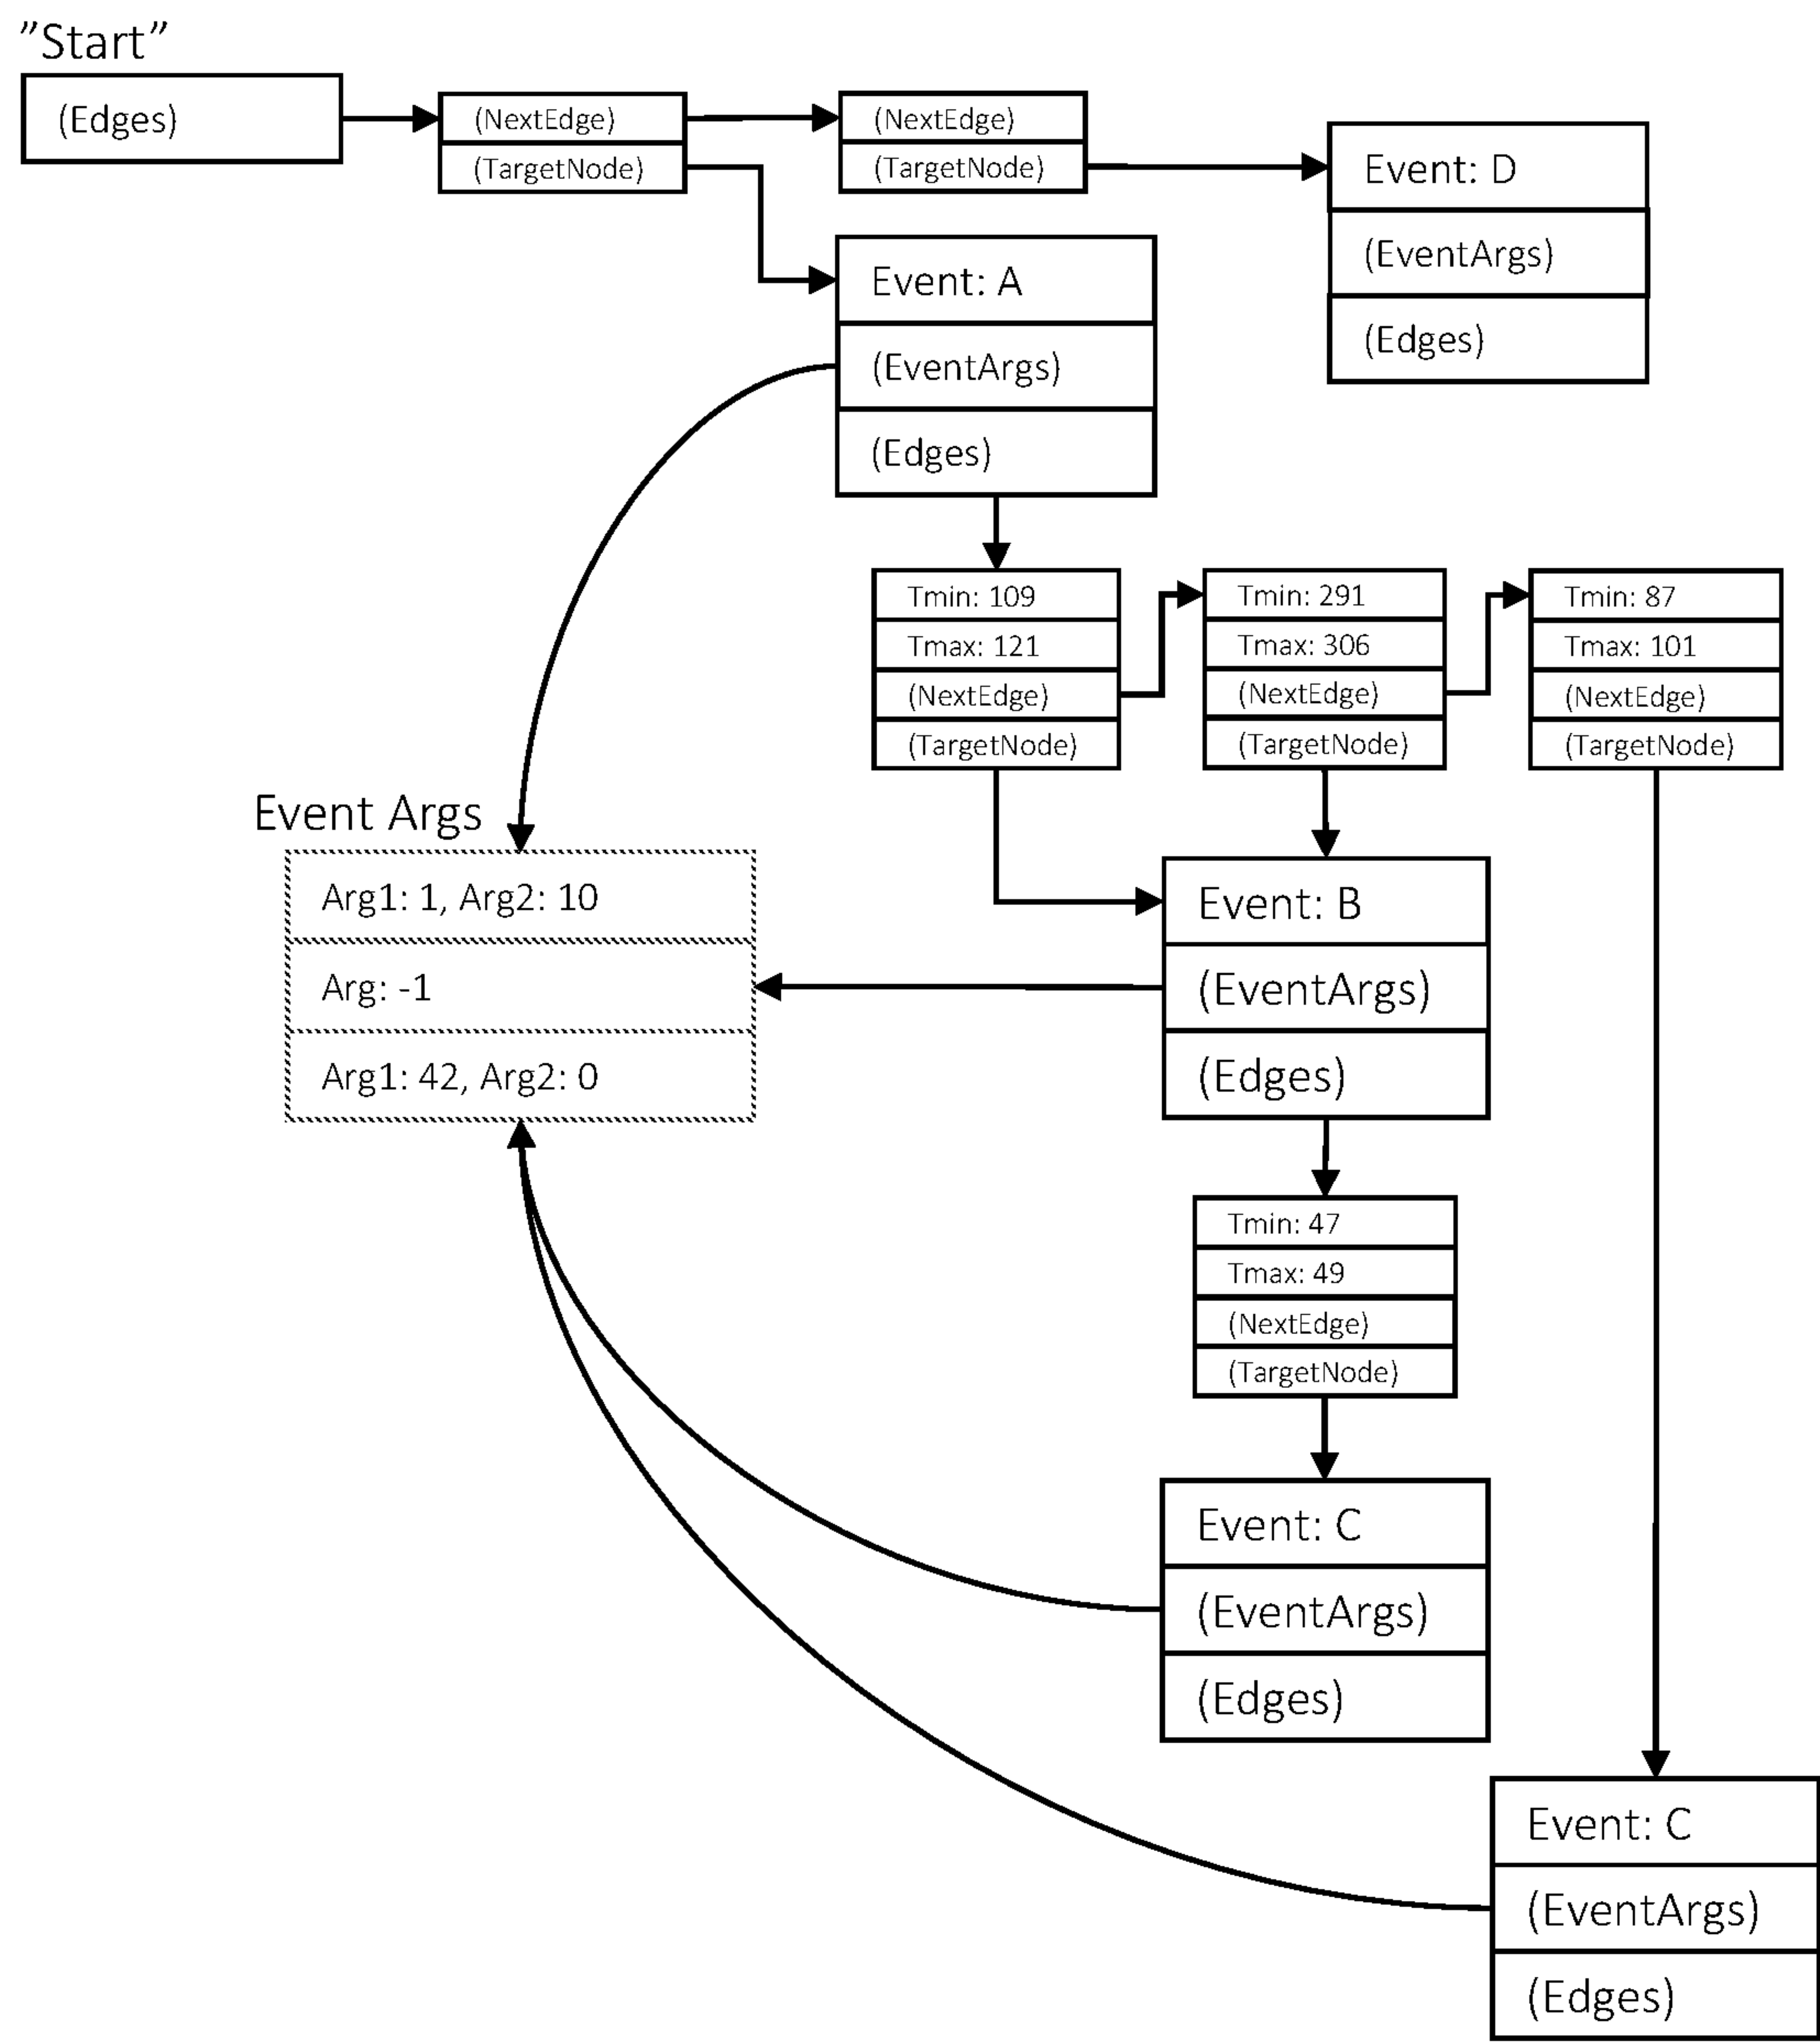 ”Start”
(Edges)
(NextEdge)
(TargetNode)
(NextEdge)
(TargetNode)
Event: D
(EventArgs)
(Edges)
Event: A
(EventArgs)
(Edges)
Tmin: 109
Tmax: 121
(NextEdge)
(TargetNode)
Tmin: 291
Tmax: 306
(NextEdge)
(TargetNode)
Tmin: 87
Tmax: 101
(NextEdge)
(TargetNode)
Event Args
Arg1: 1, Arg2: 10
Arg: -1
Arg1: 42, Arg2: 0
Event: B
(EventArgs)
(Edges)
Tmin: 47
Tmax: 49
(NextEdge)
(TargetNode)
Event: C
(EventArgs)
(Edges)
Event: C
(EventArgs)
(Edges)